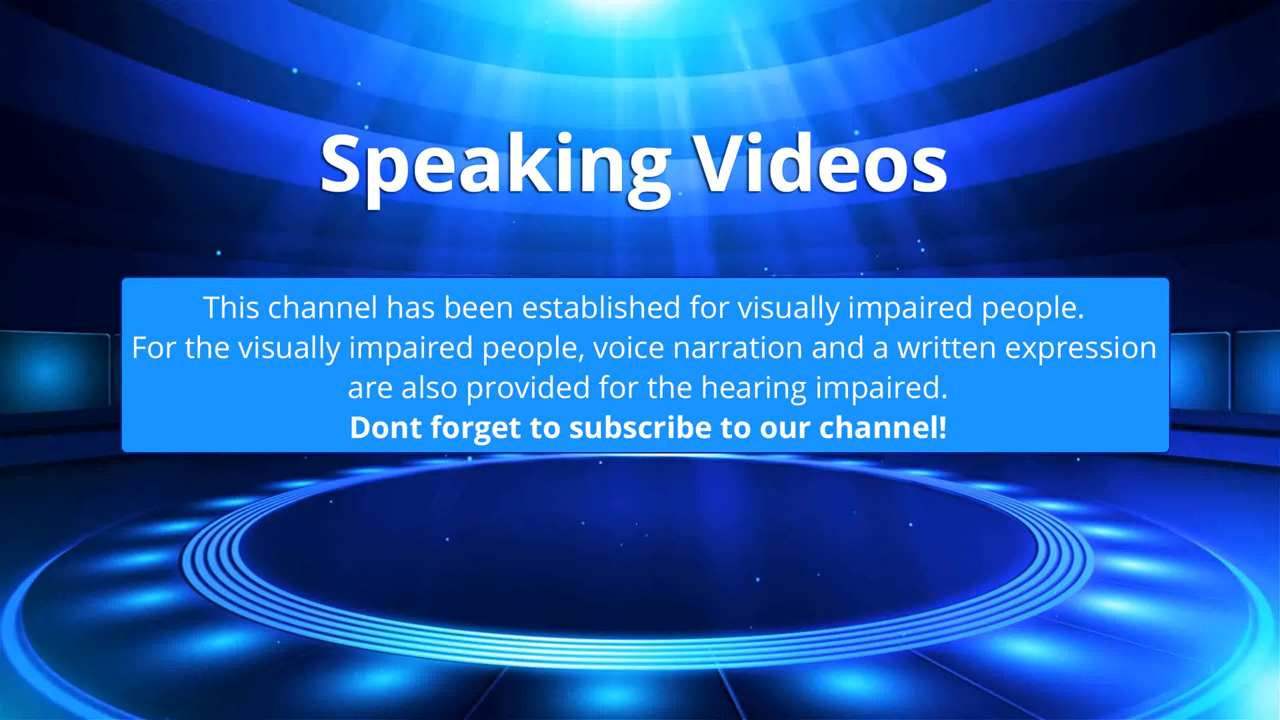 Speaking Videos
This channel has been established for visually impaired people.
For the visually impaired people, voice narration and a written expression
are also provided for the hearing impaired.
Dont forget to subscribe to our channel!